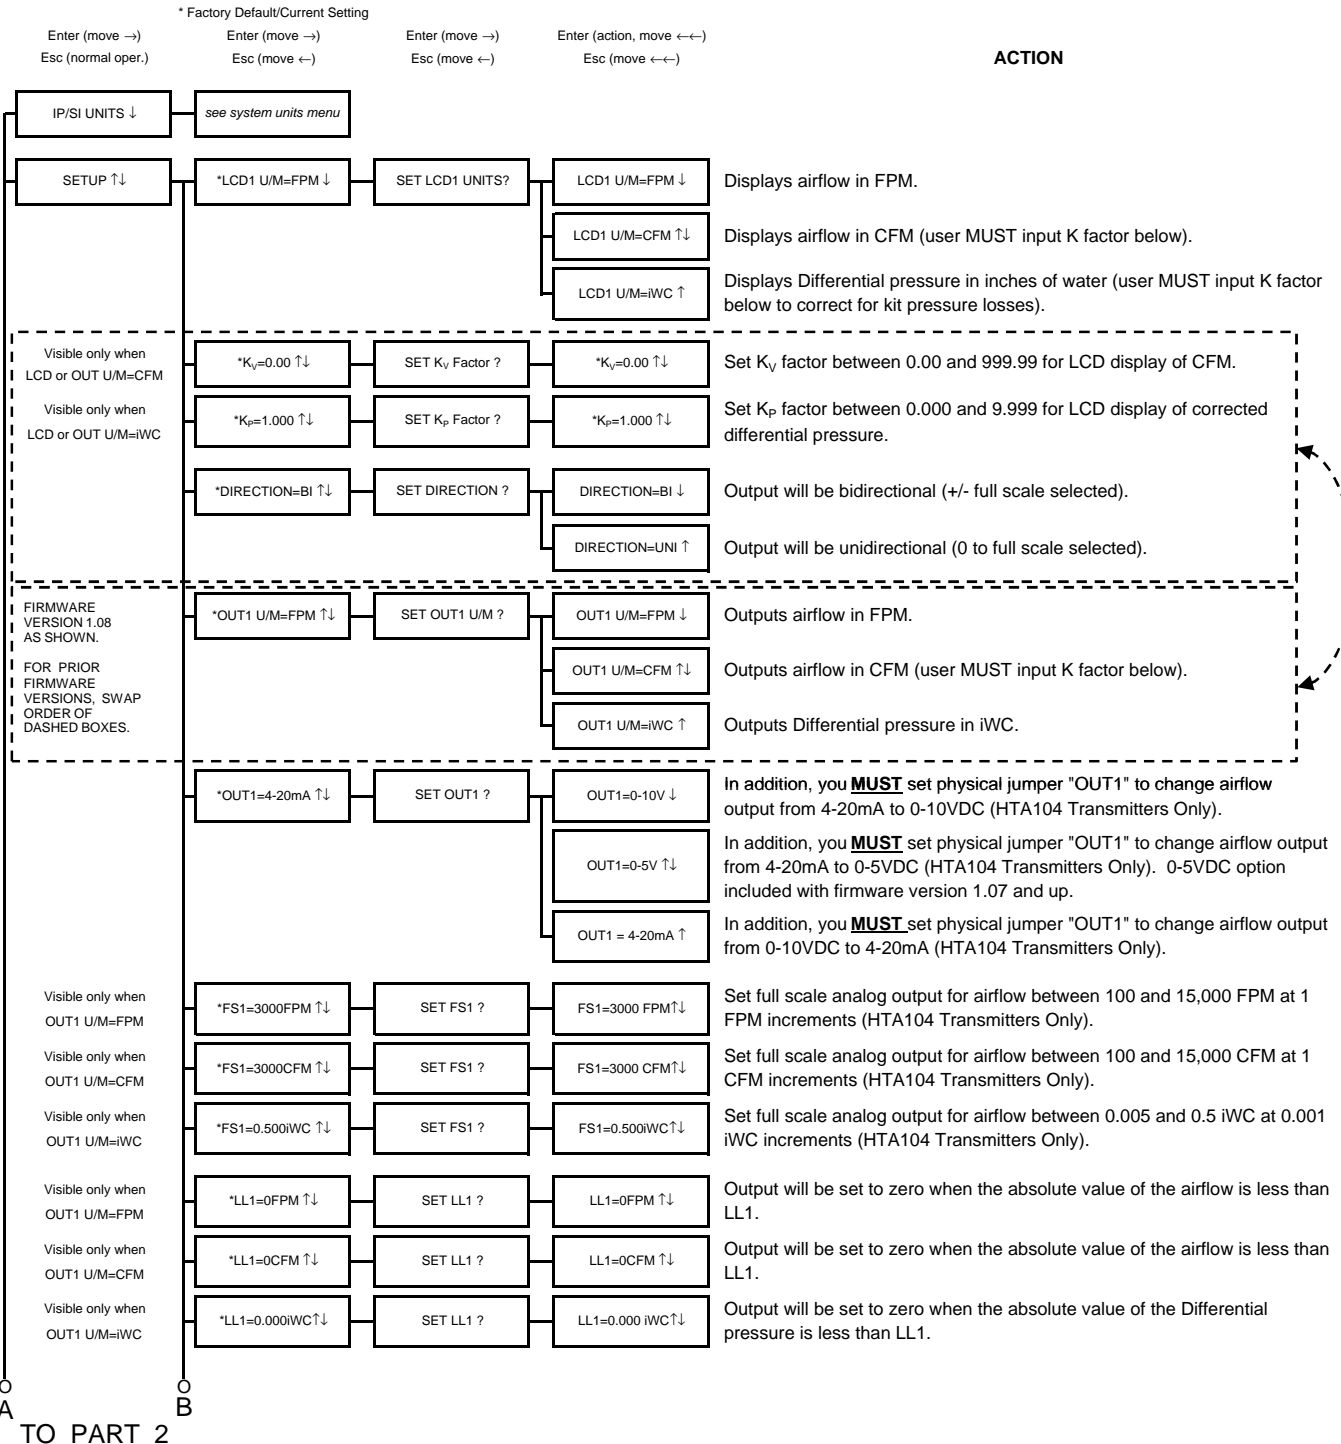 * Factory Default/Current Setting
Enter (move →) Enter (move →) Enter (move →) Enter (action, move ←←)
Esc (normal oper.) Esc (move ←) Esc (move ←) Esc (move ←←) ACTION
IP/SI UNITS ↓ see system units menu
SETUP ↑↓ *LCD1 U/M=FPM ↓ SET LCD1 UNITS? LCD1 U/M=FPM ↓ Displays airflow in FPM.
LCD1 U/M=CFM ↑↓ Displays airflow in CFM (user MUST input K factor below).
LCD1 U/M=iWC ↑ Displays Differential pressure in inches of water (user MUST input K factor
below to correct for kit pressure losses).
Visible only when
LCD or OUT U/M=CFM
*KV=0.00 ↑↓ SET KV Factor ? *KV=0.00 ↑↓ Set KV factor between 0.00 and 999.99 for LCD display of CFM.
Visible only when
LCD or OUT U/M=iWC
*KP=1.000 ↑↓ SET KP Factor ? *KP=1.000 ↑↓ Set KP factor between 0.000 and 9.999 for LCD display of corrected
differential pressure.
*DIRECTION=BI ↑↓ SET DIRECTION ? DIRECTION=BI ↓ Output will be bidirectional (+/- full scale selected).
DIRECTION=UNI ↑ Output will be unidirectional (0 to full scale selected).
FIRMWARE
VERSION 1.08
AS SHOWN.
FOR PRIOR
FIRMWARE
VERSIONS, SWAP
ORDER OF
DASHED BOXES.
*OUT1 U/M=FPM ↑↓ SET OUT1 U/M ? OUT1 U/M=FPM ↓ Outputs airflow in FPM.
OUT1 U/M=CFM ↑↓ Outputs airflow in CFM (user MUST input K factor below).
OUT1 U/M=iWC ↑ Outputs Differential pressure in iWC.
*OUT1=4-20mA ↑↓ SET OUT1 ? OUT1=0-10V ↓ In addition, you MUST set physical jumper "OUT1" to change airflow
output from 4-20mA to 0-10VDC (HTA104 Transmitters Only).
OUT1=0-5V ↑↓ In addition, you MUST set physical jumper "OUT1" to change airflow output
from 4-20mA to 0-5VDC (HTA104 Transmitters Only). 0-5VDC option
included with firmware version 1.07 and up.
OUT1 = 4-20mA ↑ In addition, you MUST set physical jumper "OUT1" to change airflow output
from 0-10VDC to 4-20mA (HTA104 Transmitters Only).
Visible only when
OUT1 U/M=FPM
*FS1=3000FPM ↑↓ SET FS1 ? FS1=3000 FPM↑↓ Set full scale analog output for airflow between 100 and 15,000 FPM at 1
FPM increments (HTA104 Transmitters Only).
Visible only when
OUT1 U/M=CFM
*FS1=3000CFM ↑↓ SET FS1 ? FS1=3000 CFM↑↓ Set full scale analog output for airflow between 100 and 15,000 CFM at 1
CFM increments (HTA104 Transmitters Only).
Visible only when
OUT1 U/M=iWC
*FS1=0.500iWC ↑↓ SET FS1 ? FS1=0.500iWC↑↓ Set full scale analog output for airflow between 0.005 and 0.5 iWC at 0.001
iWC increments (HTA104 Transmitters Only).
Visible only when
OUT1 U/M=FPM
*LL1=0FPM ↑↓ SET LL1 ? LL1=0FPM ↑↓ Output will be set to zero when the absolute value of the airflow is less than
LL1.
Visible only when
OUT1 U/M=CFM
*LL1=0CFM ↑↓ SET LL1 ? LL1=0CFM ↑↓ Output will be set to zero when the absolute value of the airflow is less than
LL1.
Visible only when
OUT1 U/M=iWC
*LL1=0.000iWC↑↓ SET LL1 ? LL1=0.000 iWC↑↓ Output will be set to zero when the absolute value of the Differential
pressure is less than LL1.
A B
TO PART 2